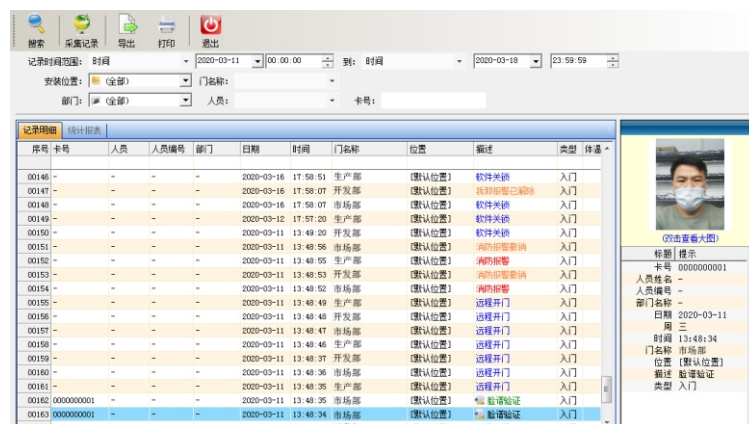 搜索 采集记录 导出 打印 退出
记录时间范围: 时间 2020-03-11 00:00:00 到: 时间 2020-03-18 23:59:59
安装位置: (全部) 门名称:
部门: (全部) 人员: 卡号:
记录明细 统计报表
序号 卡号 人员 人员编号 部门 日期 时间 门名称 位置 描述 类型 体温
00146 - - - - 2020-03-16 17:58:51 生产部 [默认位置] 软件关锁 入门
00147 - - - - 2020-03-16 17:58:07 开发部 [默认位置] 拆卸报警已解除 入门
00148 - - - - 2020-03-16 17:58:07 市场部 [默认位置] 软件关锁 入门
00149 - - - - 2020-03-12 17:57:20 生产部 [默认位置] 软件关锁 入门
00150 - - - - 2020-03-11 13:49:20 开发部 [默认位置] 软件关锁 入门
00151 - - - - 2020-03-11 13:48:56 市场部 [默认位置] 消防报警撤销 入门
00152 - - - - 2020-03-11 13:48:55 生产部 [默认位置] 消防报警 入门
00153 - - - - 2020-03-11 13:48:53 开发部 [默认位置] 消防报警撤销 入门
00154 - - - - 2020-03-11 13:48:52 市场部 [默认位置] 消防报警 入门
00155 - - - - 2020-03-11 13:48:49 生产部 [默认位置] 远程开门 入门
00156 - - - - 2020-03-11 13:48:48 开发部 [默认位置] 远程开门 入门
00157 - - - - 2020-03-11 13:48:47 市场部 [默认位置] 远程开门 入门
00158 - - - - 2020-03-11 13:48:46 生产部 [默认位置] 远程开门 入门
00159 - - - - 2020-03-11 13:48:37 开发部 [默认位置] 远程开门 入门
00160 - - - - 2020-03-11 13:48:36 市场部 [默认位置] 远程开门 入门
00161 - - - - 2020-03-11 13:48:35 生产部 [默认位置] 远程开门 入门
00162 0000000001 - - - 2020-03-11 13:48:35 市场部 [默认位置] 脸谱验证 入门
00163 0000000001 - - - 2020-03-11 13:48:34 市场部 [默认位置] 脸谱验证 入门
(双击查看大图)
标题 提示
卡号 0000000001
人员姓名 -
人员编号 -
部门名称 -
日期 2020-03-11
周 三
时间 13:48:34
门名称 市场部
位置 [默认位置]
描述 脸谱验证
类型 入门